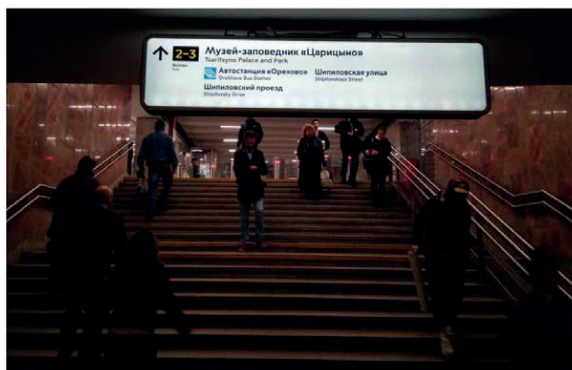 2-3
Музей-заповедник «Царицыно»
Tsaritsyno Palace and Park
Автостанция «Орехово» Шипиловская улица
Orekhovo Bus Station Shipilovskaya Street
Шипиловский проезд
Shipilovsky Drive